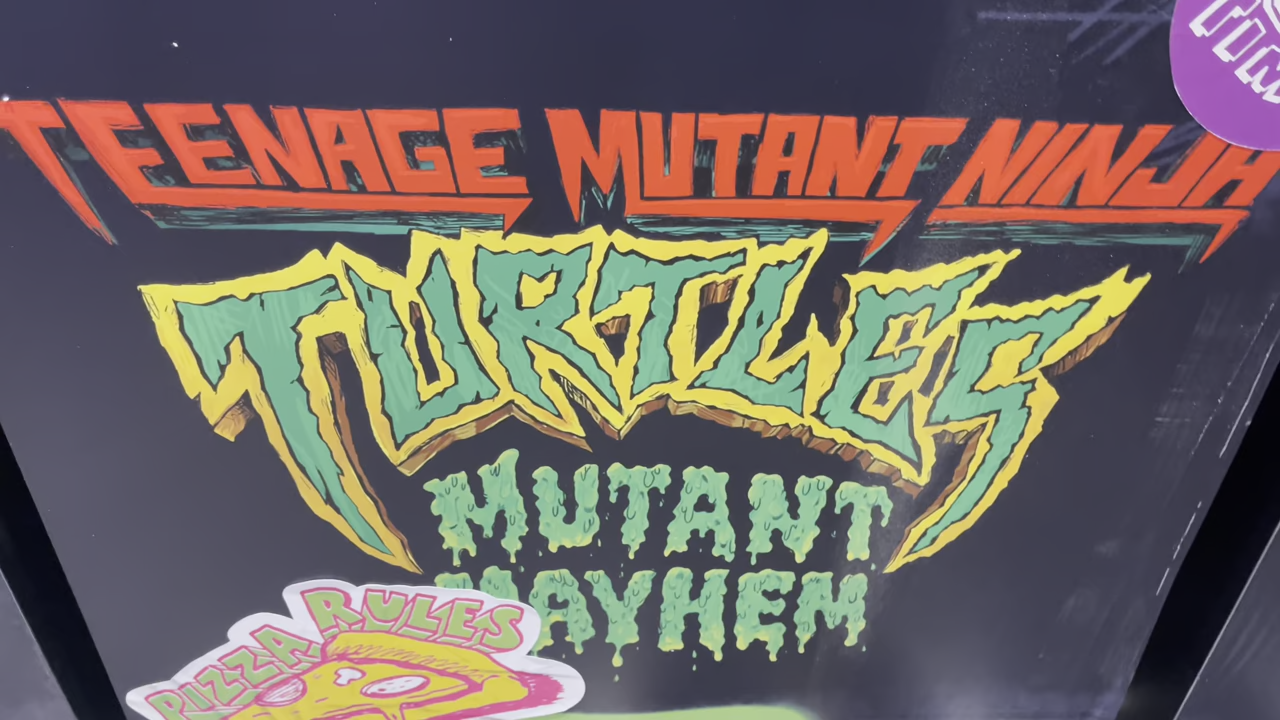 TEENAGE MUTANT NINJA
TURTLES
MUTANT
MAYHEM
PIZZA RULES